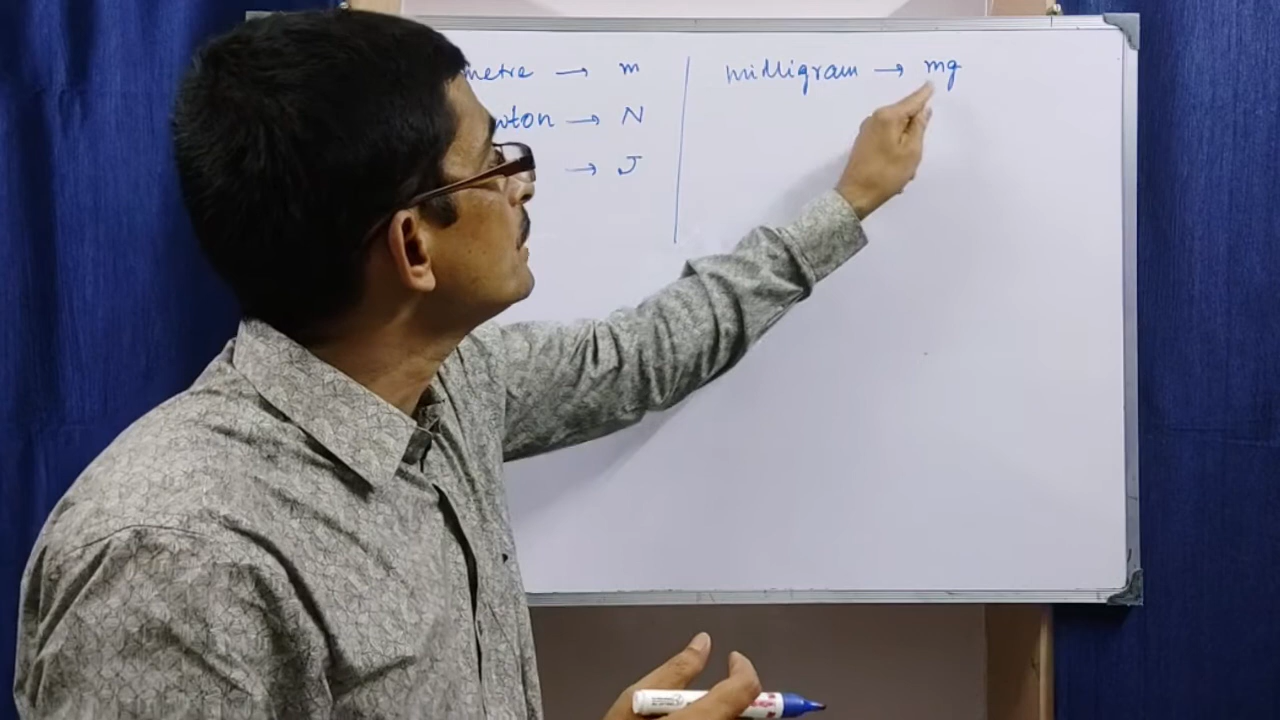 metre → m
wton → N
→ J
milligram → mg